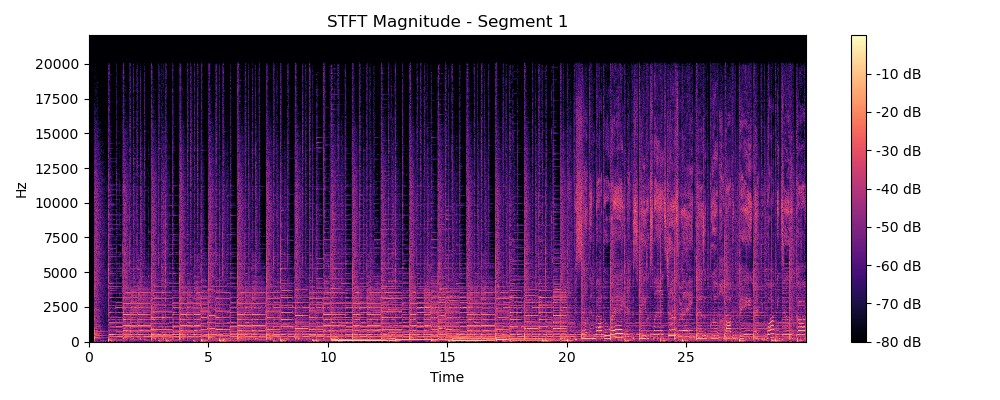 STFT Magnitude - Segment 1
Hz
20000
17500
15000
12500
10000
7500
5000
2500
0
0 5 10 15 20 25
Time
-10 dB
-20 dB
-30 dB
-40 dB
-50 dB
-60 dB
-70 dB
-80 dB